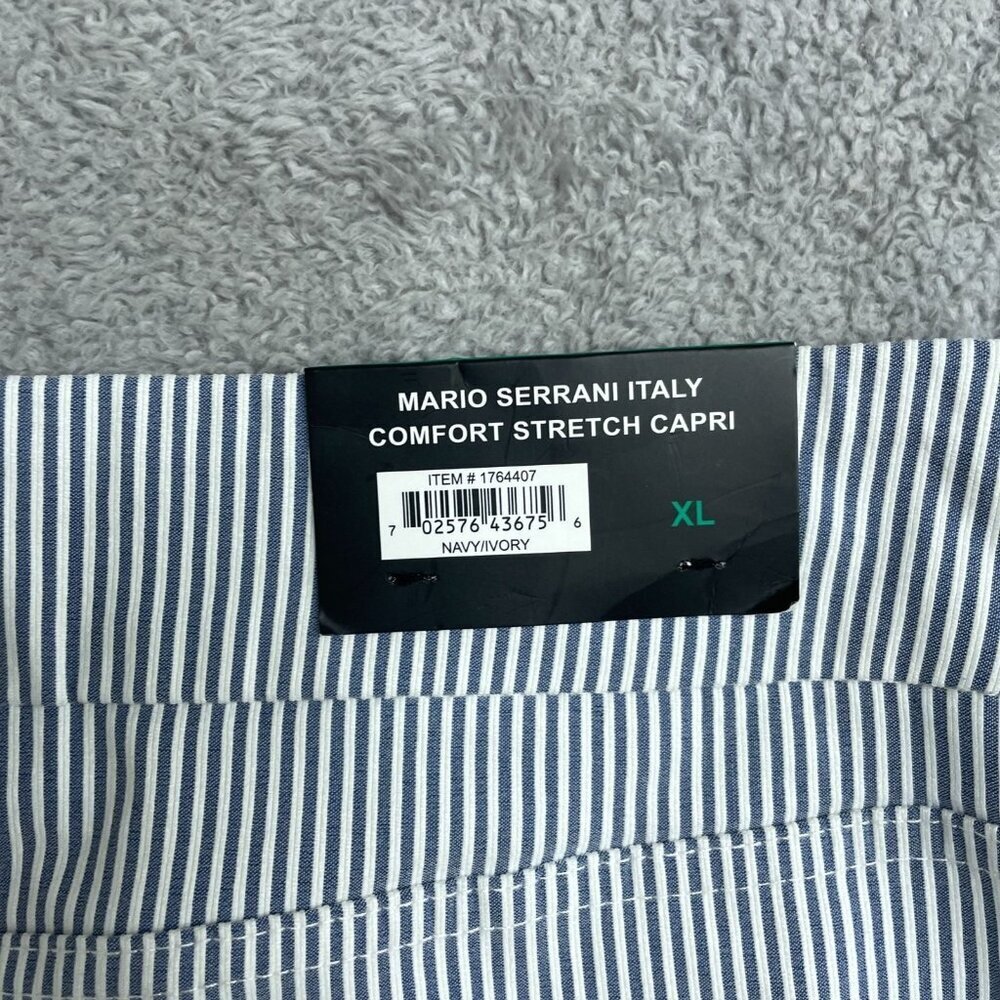 MARIO SERRANI ITALY
COMFORT STRETCH CAPRI
ITEM # 1764407
7 02576 43675 6
NAVY/IVORY
XL